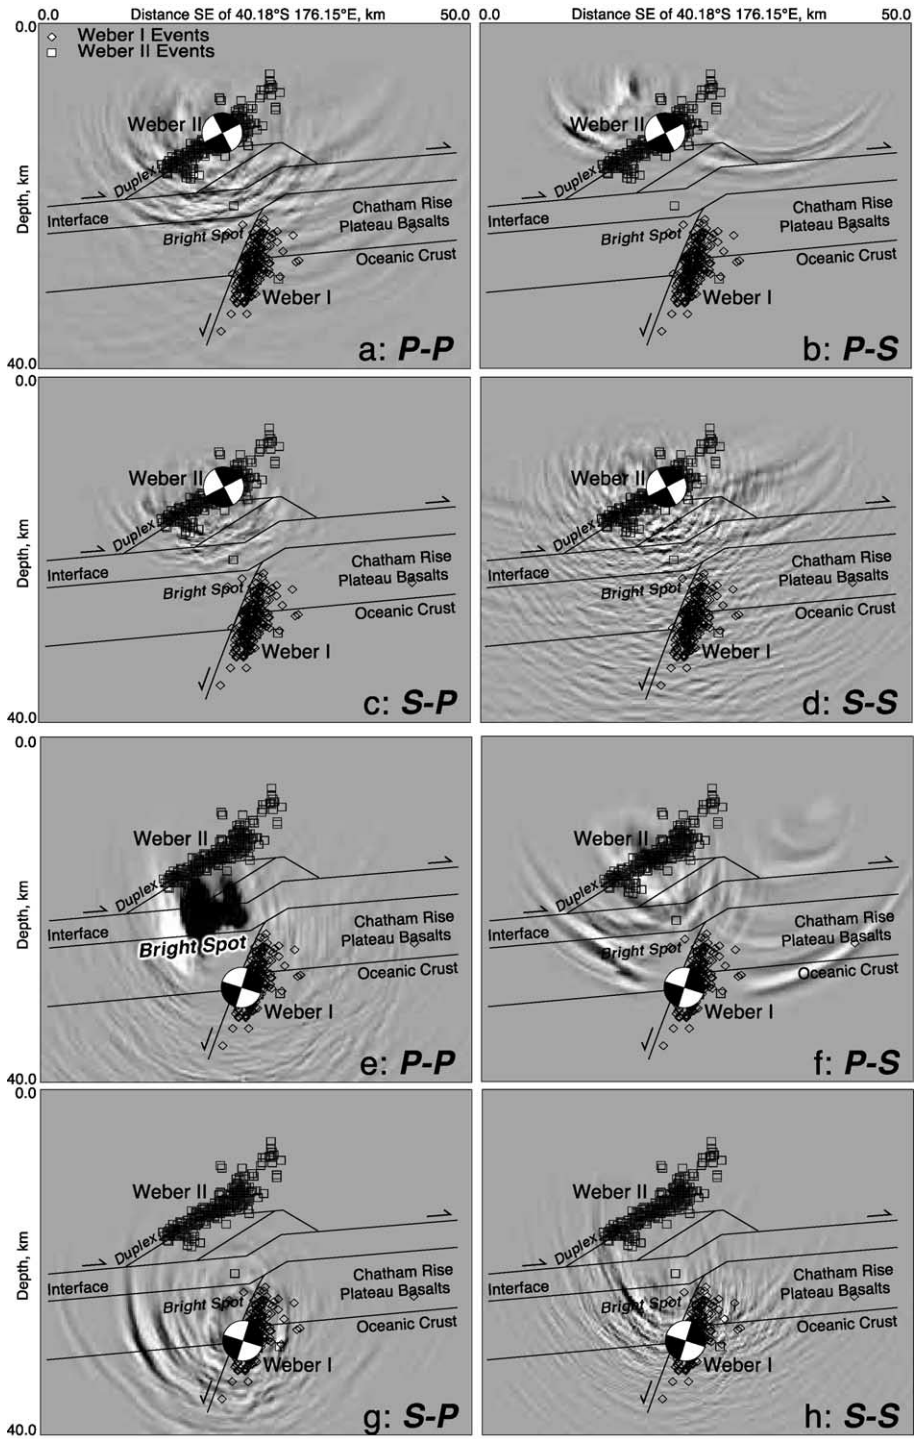 0.0 Distance SE of 40.18°S 176.15°E, km 50.0
0.0 Distance SE of 40.18°S 176.15°E, km 50.0
0.0
Weber I Events
Weber II Events
Weber II
Duplex
Interface
Bright Spot
Chatham Rise
Plateau Basalts
Oceanic Crust
Weber I
Depth, km
40.0
a: P-P
Weber II
Duplex
Interface
Bright Spot
Chatham Rise
Plateau Basalts
Oceanic Crust
Weber I
b: P-S
0.0
Weber II
Duplex
Interface
Bright Spot
Chatham Rise
Plateau Basalts
Oceanic Crust
Weber I
Depth, km
40.0
c: S-P
Weber II
Duplex
Interface
Bright Spot
Chatham Rise
Plateau Basalts
Oceanic Crust
Weber I
d: S-S
0.0
Weber II
Duplex
Interface
Bright Spot
Chatham Rise
Plateau Basalts
Oceanic Crust
Weber I
Depth, km
40.0
e: P-P
Weber II
Duplex
Interface
Bright Spot
Chatham Rise
Plateau Basalts
Oceanic Crust
Weber I
f: P-S
0.0
Weber II
Duplex
Interface
Bright Spot
Chatham Rise
Plateau Basalts
Oceanic Crust
Weber I
Depth, km
40.0
g: S-P
Weber II
Duplex
Interface
Bright Spot
Chatham Rise
Plateau Basalts
Oceanic Crust
Weber I
h: S-S